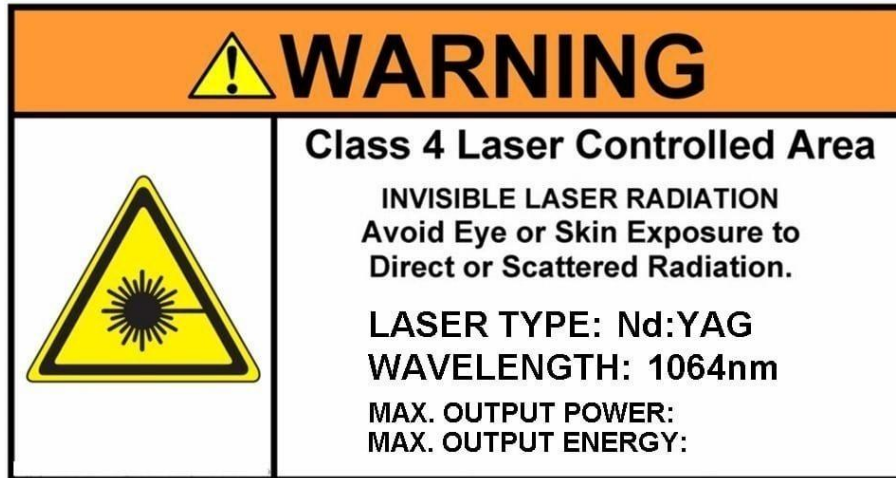 WARNING
Class 4 Laser Controlled Area
INVISIBLE LASER RADIATION
Avoid Eye or Skin Exposure to
Direct or Scattered Radiation.
LASER TYPE: Nd:YAG
WAVELENGTH: 1064nm
MAX. OUTPUT POWER:
MAX. OUTPUT ENERGY: